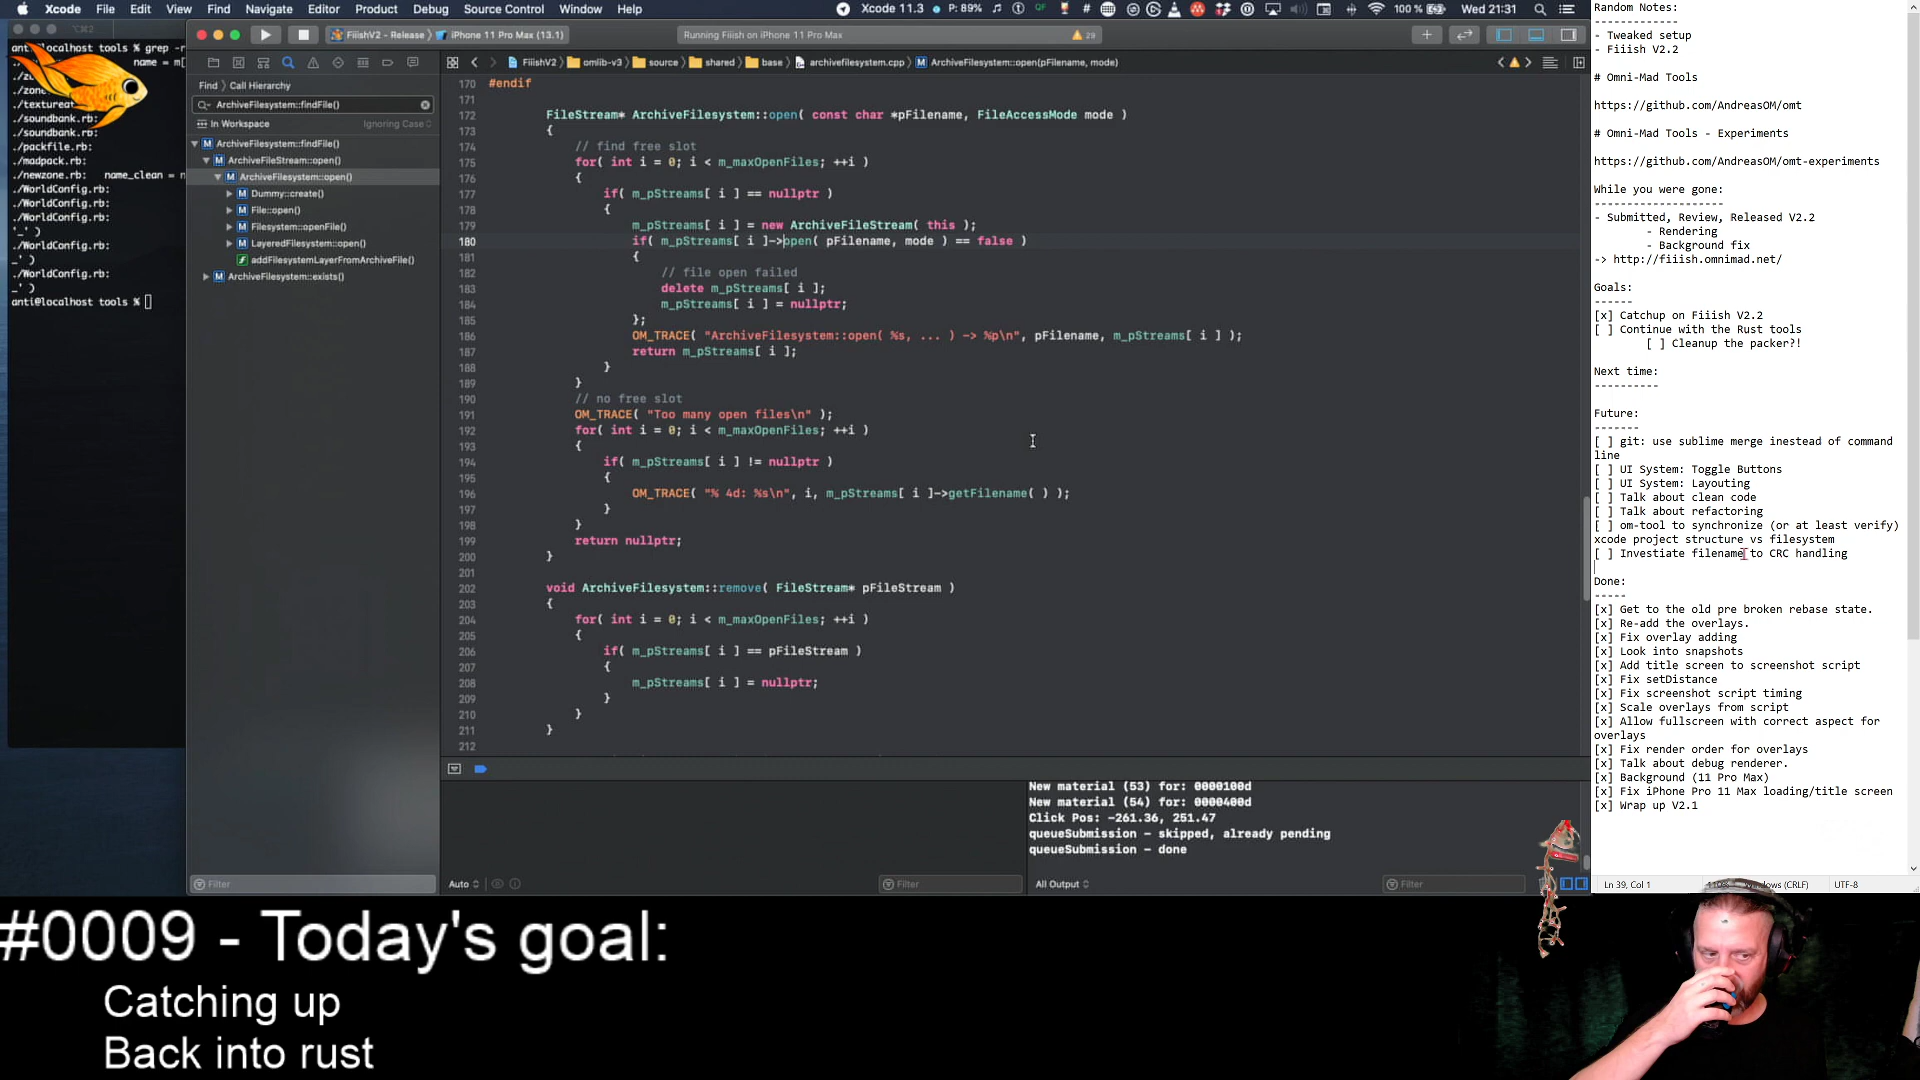 Xcode File Edit View Find Navigate Editor Product Debug Source Control Window Help
Xcode 11.3 P: 89% 100 % Wed 21:31
anti@localhost tools % grep -r
name = m[
./zone
./texturea
./soundba
./soundbank.rb:
./packfile.rb:
./madpack.rb:
./newzone.rb: name_clean = n
./WorldConfig.rb:
./WorldConfig.rb:
./WorldConfig.rb:
'_' )
./WorldConfig.rb:
_' )
./WorldConfig.rb:
_' )
anti@localhost tools %
FiiishV2 - Release
iPhone 11 Pro Max (13.1)
Running Fiiish on iPhone 11 Pro Max
29
Find
Call Hierarchy
ArchiveFilesystem::findFile()
In Workspace
Ignoring Case
ArchiveFilesystem::findFile()
ArchiveFileStream::open()
ArchiveFilesystem::open()
Dummy::create()
File::open()
Filesystem::openFile()
LayeredFilesystem::open()
addFilesystemLayerFromArchiveFile()
ArchiveFilesystem::exists()
Filter
FiiishV2 omlib-v3 source shared base archivefilesystem.cpp ArchiveFilesystem::open(pFilename, mode)
170 #endif
171
172 FileStream* ArchiveFilesystem::open( const char *pFilename, FileAccessMode mode )
173 {
174 // find free slot
175 for( int i = 0; i < m_maxOpenFiles; ++i )
176 {
177 if( m_pStreams[ i ] == nullptr )
178 {
179 m_pStreams[ i ] = new ArchiveFileStream( this );
180 if( m_pStreams[ i ]->open( pFilename, mode ) == false )
181 {
182 // file open failed
183 delete m_pStreams[ i ];
184 m_pStreams[ i ] = nullptr;
185 };
186 OM_TRACE( "ArchiveFilesystem::open( %s, ... ) -> %p\n", pFilename, m_pStreams[ i ] );
187 return m_pStreams[ i ];
188 }
189 }
190 // no free slot
191 OM_TRACE( "Too many open files\n" );
192 for( int i = 0; i < m_maxOpenFiles; ++i )
193 {
194 if( m_pStreams[ i ] != nullptr )
195 {
196 OM_TRACE( "% 4d: %s\n", i, m_pStreams[ i ]->getFilename( ) );
197 }
198 }
199 return nullptr;
200 }
201
202 void ArchiveFilesystem::remove( FileStream* pFileStream )
203 {
204 for( int i = 0; i < m_maxOpenFiles; ++i )
205 {
206 if( m_pStreams[ i ] == pFileStream )
207 {
208 m_pStreams[ i ] = nullptr;
209 }
210 }
211 }
212
New material (53) for: 0000100d
New material (54) for: 0000400d
Click Pos: -261.36, 251.47
queueSubmission - skipped, already pending
queueSubmission - done
Auto
Filter
All Output
Filter
Random Notes:
-------------
- Tweaked setup
- Fiiish V2.2
# Omni-Mad Tools
https://github.com/AndreasOM/omt
# Omni-Mad Tools - Experiments
https://github.com/AndreasOM/omt-experiments
While you were gone:
--------------------
- Submitted, Review, Released V2.2
- Rendering
- Background fix
-> http://fiiish.omnimad.net/
Goals:
------
[x] Catchup on Fiiish V2.2
[ ] Continue with the Rust tools
[ ] Cleanup the packer?!
Next time:
----------
Future:
-------
[ ] git: use sublime merge inestead of command
line
[ ] UI System: Toggle Buttons
[ ] UI System: Layouting
[ ] Talk about clean code
[ ] Talk about refactoring
[ ] om-tool to synchronize (or at least verify)
xcode project structure vs filesystem
[ ] Investiate filename to CRC handling
Done:
-----
[x] Get to the old pre broken rebase state.
[x] Re-add the overlays.
[x] Fix overlay adding
[x] Look into snapshots
[x] Add title screen to screenshot script
[x] Fix setDistance
[x] Fix screenshot script timing
[x] Scale overlays from script
[x] Allow fullscreen with correct aspect for
overlays
[x] Fix render order for overlays
[x] Talk about debug renderer.
[x] Background (11 Pro Max)
[x] Fix iPhone Pro 11 Max loading/title screen
[x] Wrap up V2.1
Ln 39, Col 1 110% Windows (CRLF) UTF-8
#0009 - Today's goal:
Catching up
Back into rust